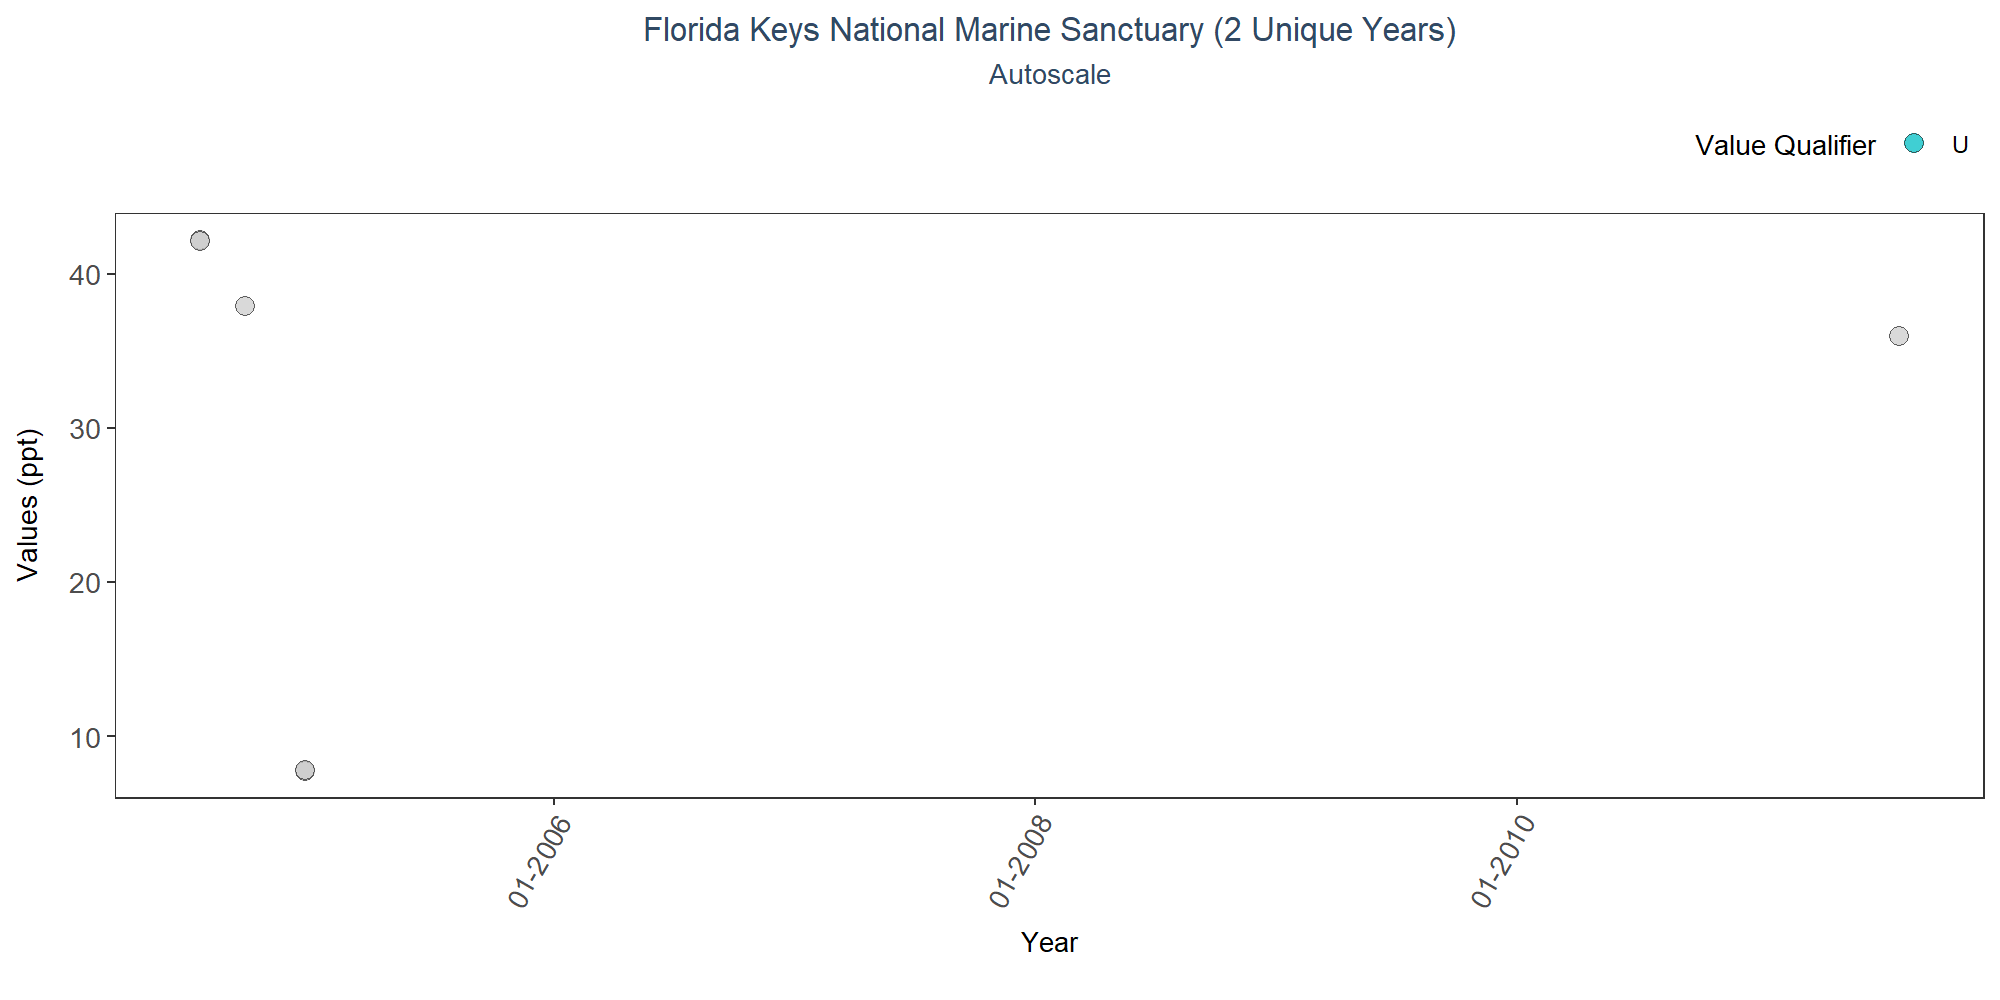 Florida Keys National Marine Sanctuary (2 Unique Years)
Autoscale
Value Qualifier U
40
30
20
10
Values (ppt)
01-2006
01-2008
01-2010
Year